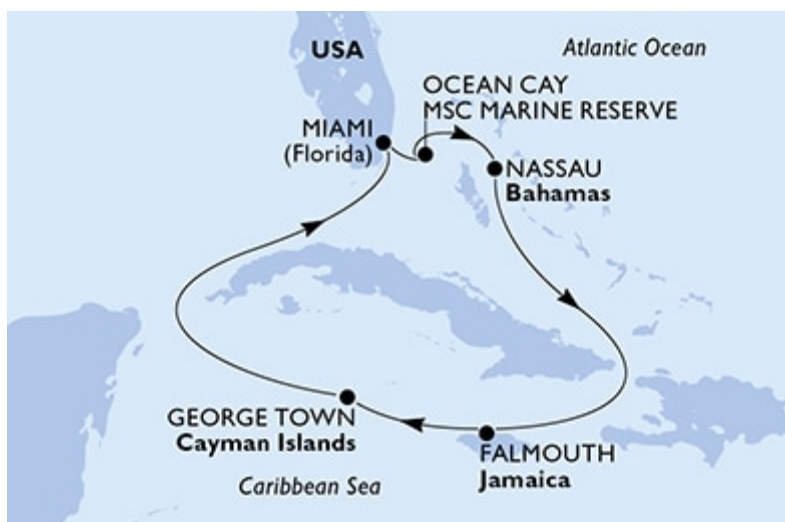 USA
Atlantic Ocean
OCEAN CAY
MSC MARINE RESERVE
MIAMI
(Florida)
NASSAU
Bahamas
GEORGE TOWN
Cayman Islands
FALMOUTH
Jamaica
Caribbean Sea